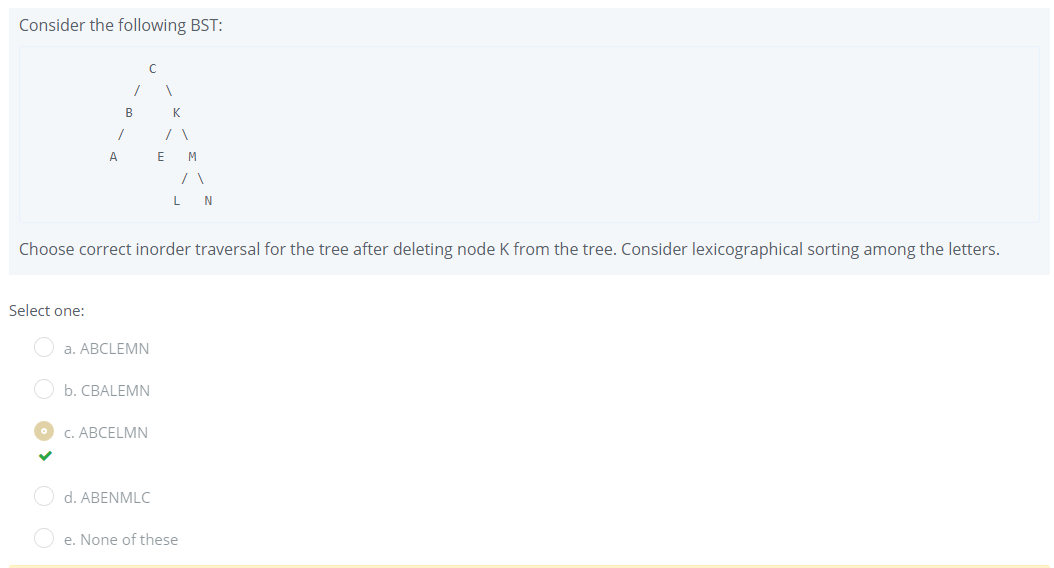 Consider the following BST:
C
/ \
B K
/ / \
A E M
/ \
L N
Choose correct inorder traversal for the tree after deleting node K from the tree. Consider lexicographical sorting among the letters.
Select one:
a. ABCLEMN
b. CBALEMN
c. ABCELMN
d. ABENMLC
e. None of these